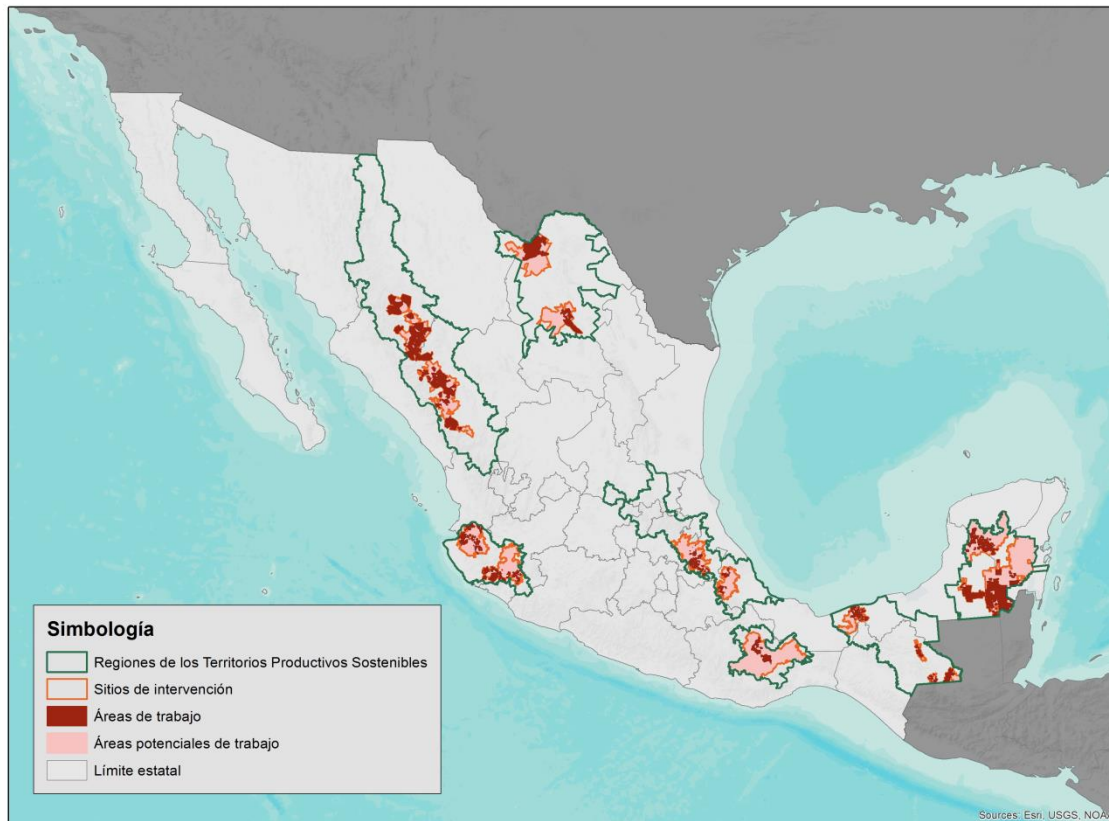 Simbología
Regiones de los Territorios Productivos Sostenibles
Sitios de intervención
Áreas de trabajo
Áreas potenciales de trabajo
Límite estatal
Sources: Esri, USGS, NOA